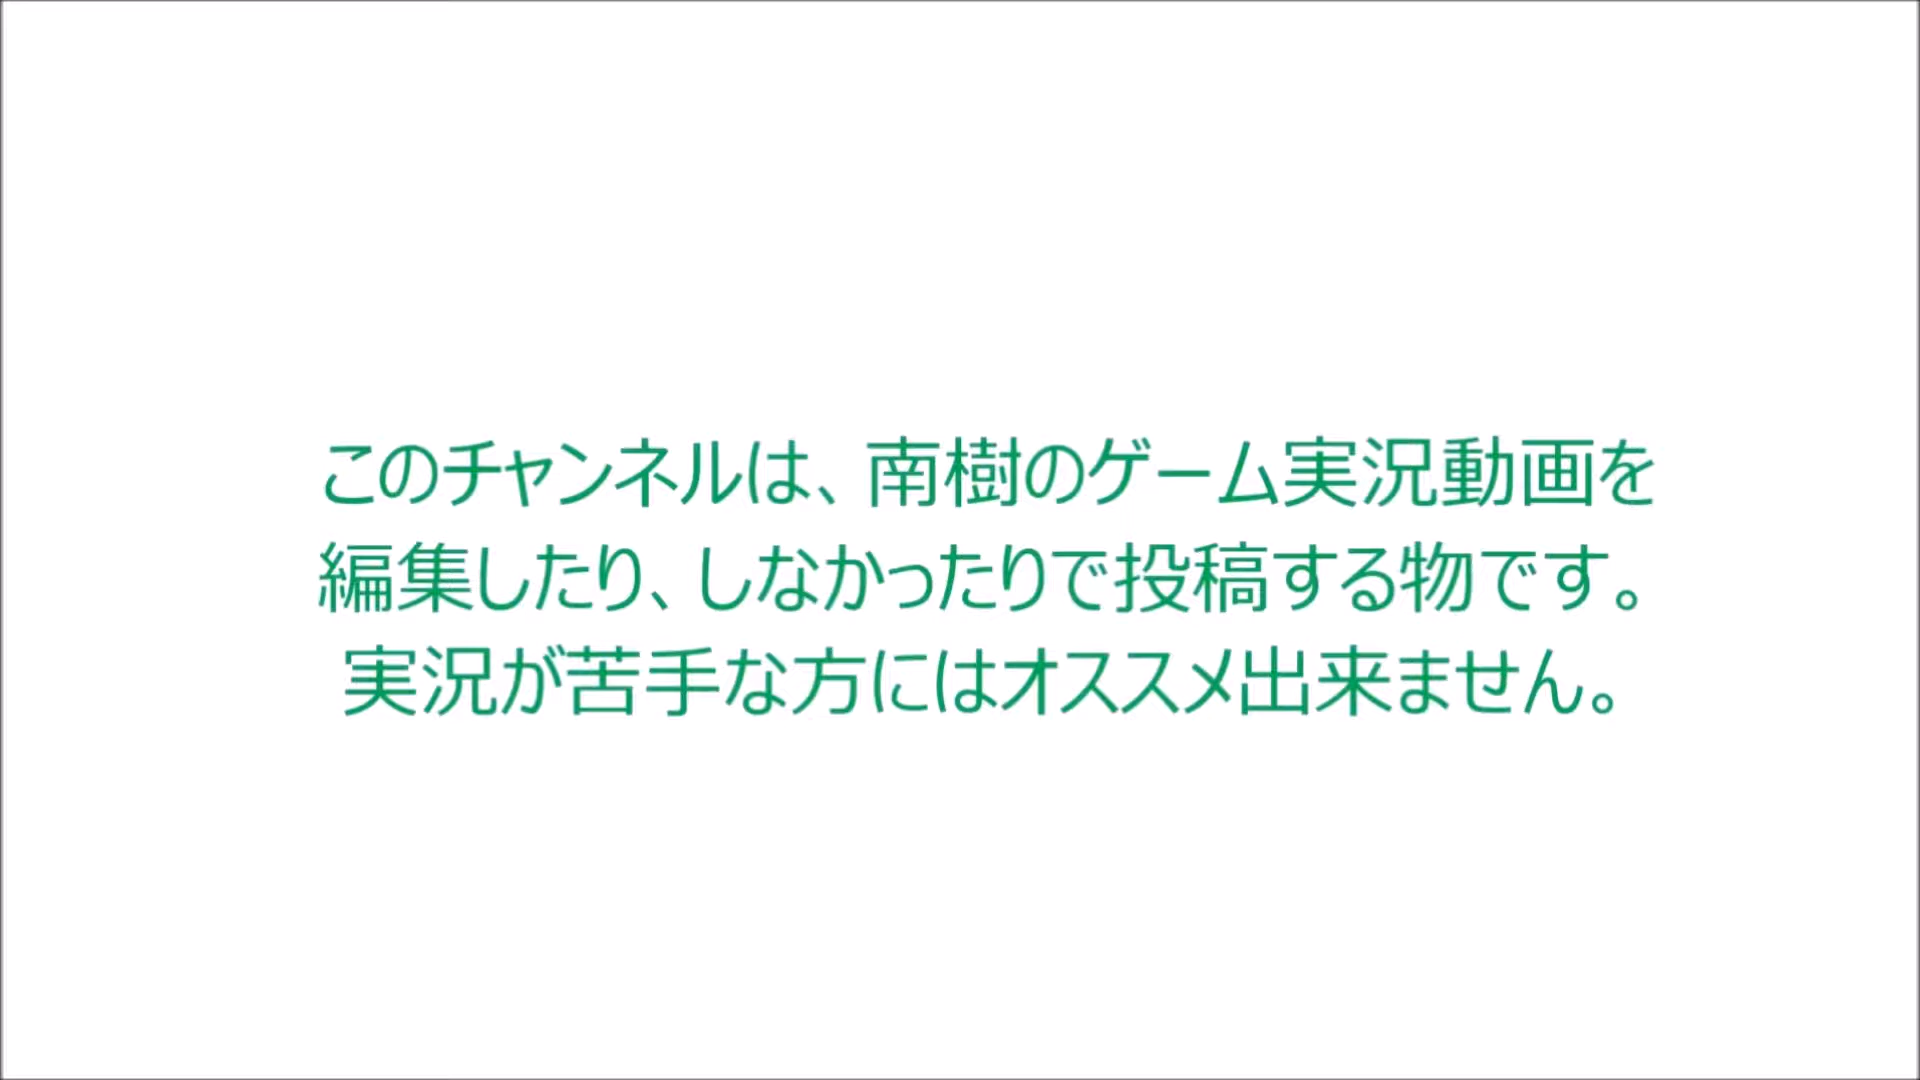 このチャンネルは、南樹のゲーム実況動画を
編集したり、しなかったりで投稿する物です。
実況が苦手な方にはオススメ出来ません。